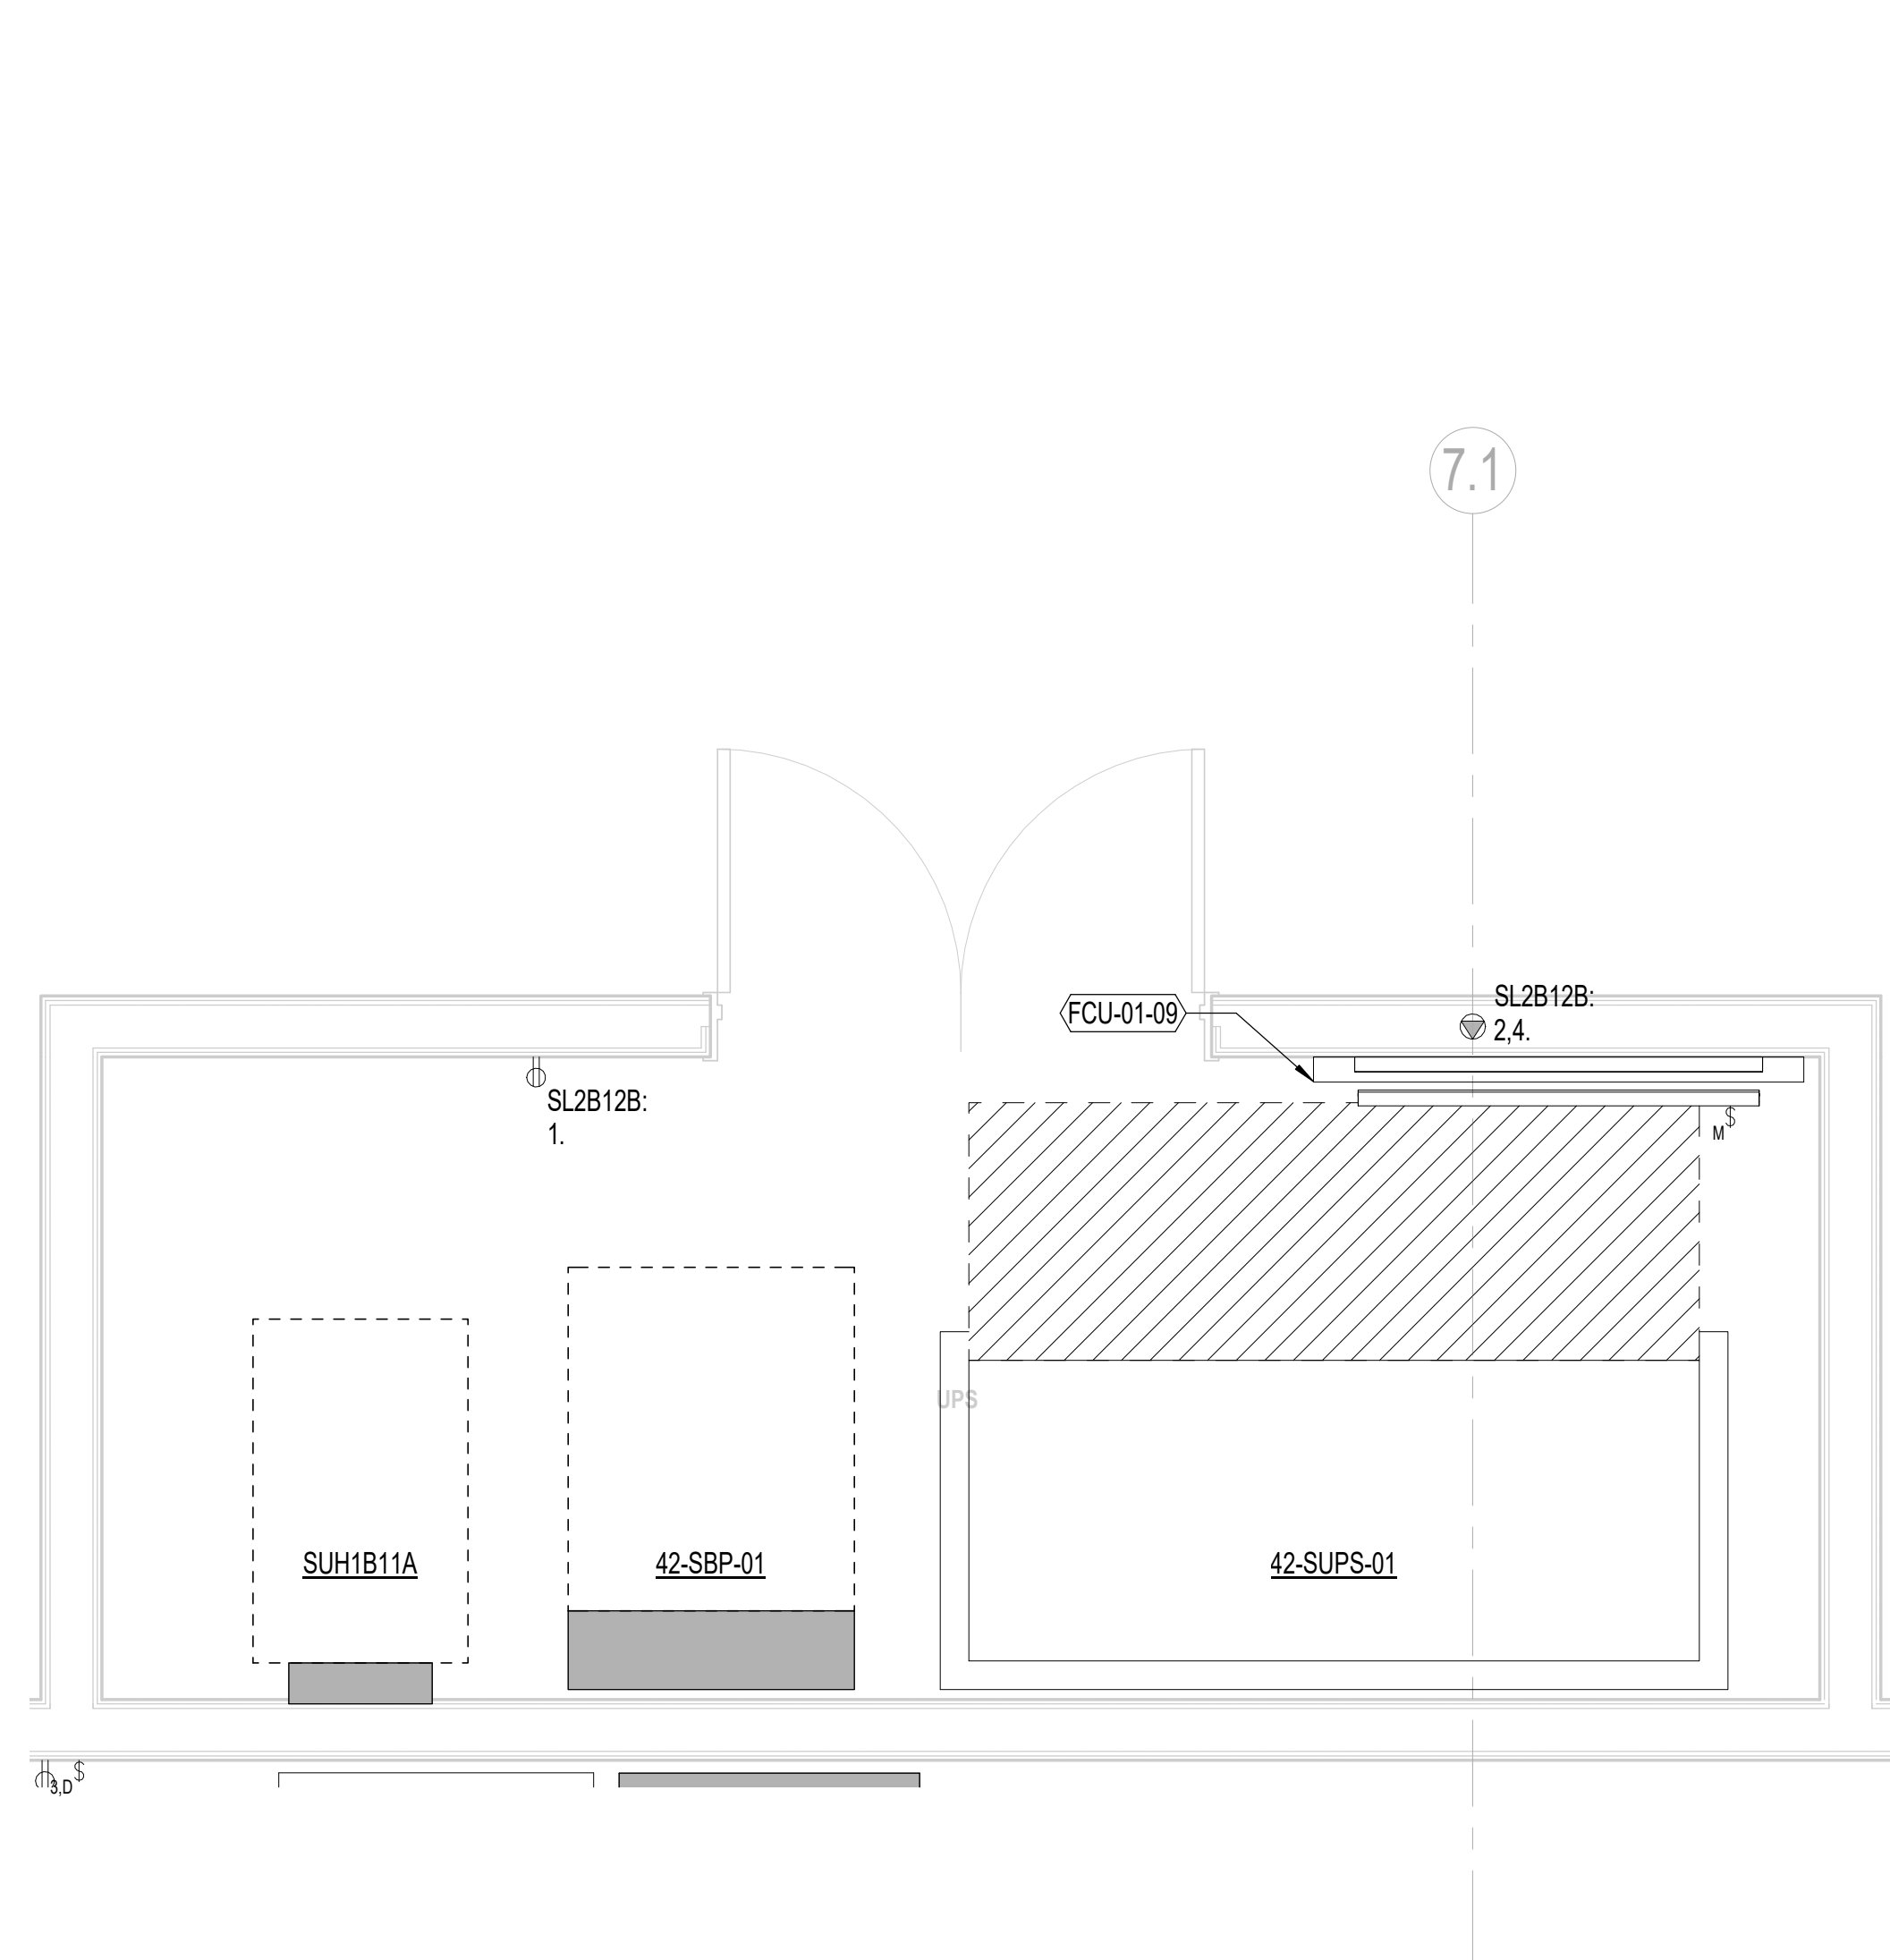 7.1
SL2B12B:
2,4.
FCU-01-09
SL2B12B:
1.
M $
UPS
SUH1B11A
42-SBP-01
42-SUPS-01
3,D $